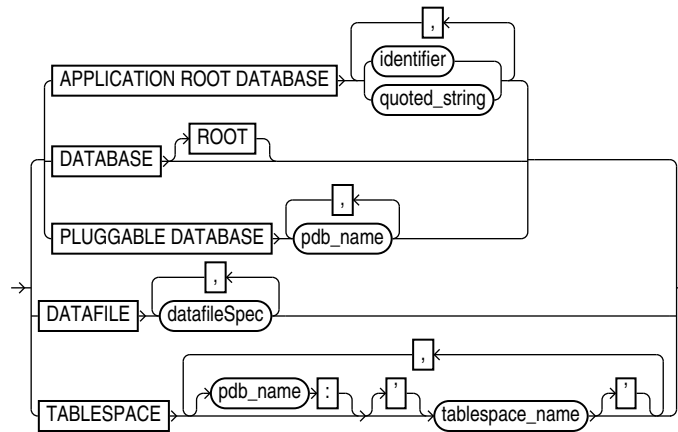 ,
identifier
APPLICATION ROOT DATABASE
quoted_string
ROOT
DATABASE
,
PLUGGABLE DATABASE pdb_name
,
DATAFILE datafileSpec
,
pdb_name : ' '
TABLESPACE tablespace_name